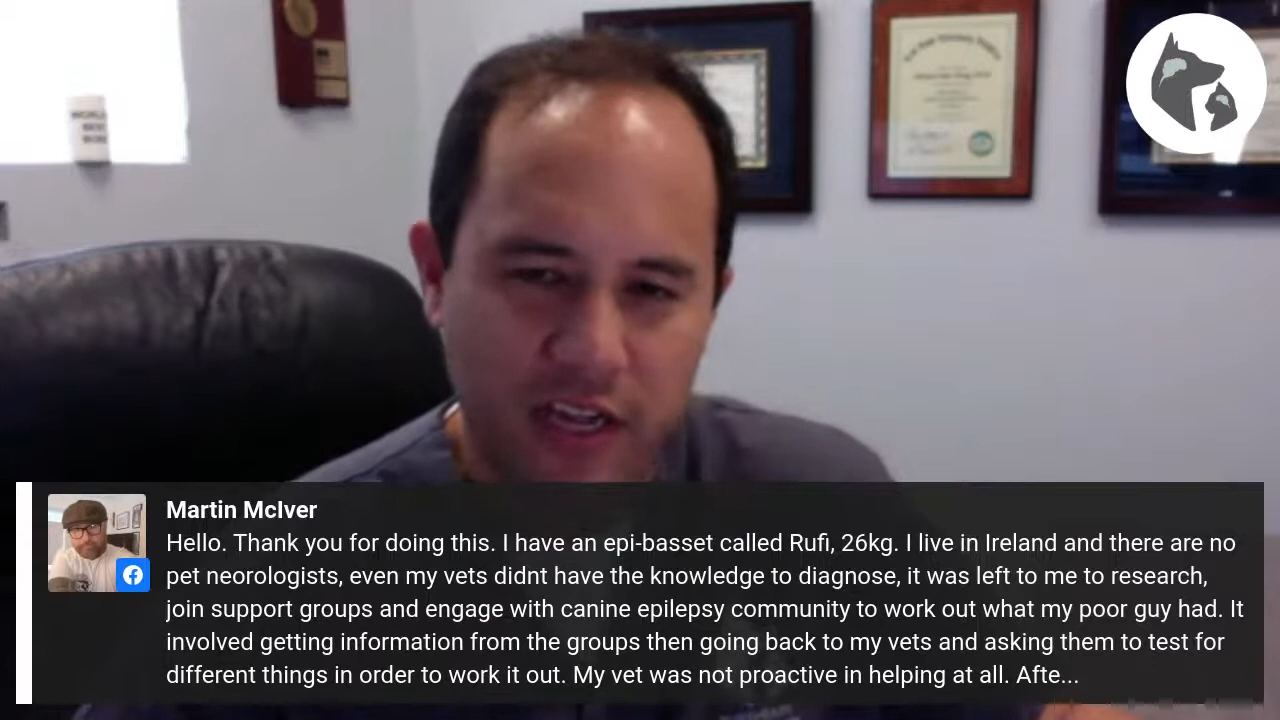 WORLD'S
BEST
Martin McIver
Hello. Thank you for doing this. I have an epi-basset called Rufi, 26kg. I live in Ireland and there are no
pet neorologists, even my vets didnt have the knowledge to diagnose, it was left to me to research,
join support groups and engage with canine epilepsy community to work out what my poor guy had. It
involved getting information from the groups then going back to my vets and asking them to test for
different things in order to work it out. My vet was not proactive in helping at all. Afte...